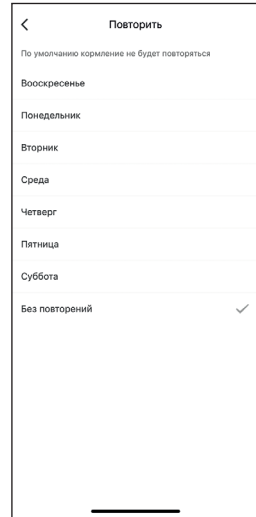 Повторить
По умолчанию кормление не будет повторяться
Вооскресенье
Понедельник
Вторник
Среда
Четверг
Пятница
Суббота
Без повторений